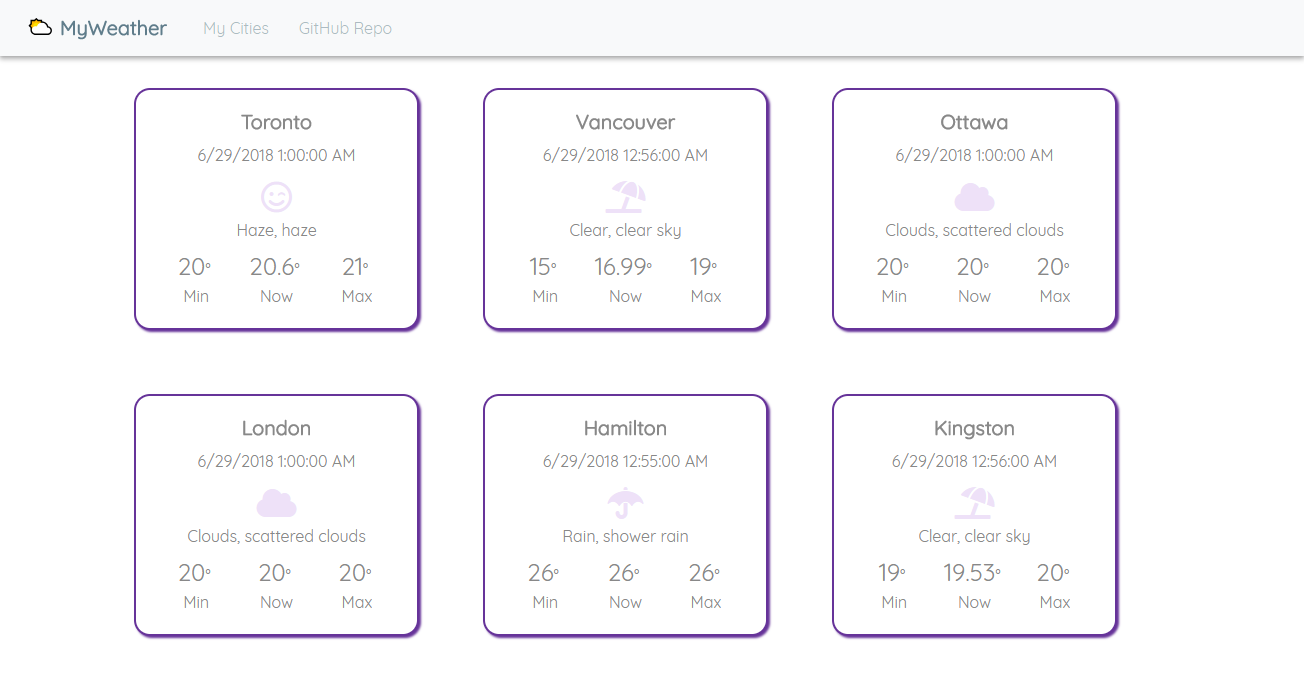 MyWeather My Cities GitHub Repo
Toronto
6/29/2018 1:00:00 AM
Haze, haze
20° 20.6° 21°
Min Now Max
Vancouver
6/29/2018 12:56:00 AM
Clear, clear sky
15° 16.99° 19°
Min Now Max
Ottawa
6/29/2018 1:00:00 AM
Clouds, scattered clouds
20° 20° 20°
Min Now Max
London
6/29/2018 1:00:00 AM
Clouds, scattered clouds
20° 20° 20°
Min Now Max
Hamilton
6/29/2018 12:55:00 AM
Rain, shower rain
26° 26° 26°
Min Now Max
Kingston
6/29/2018 12:56:00 AM
Clear, clear sky
19° 19.53° 20°
Min Now Max